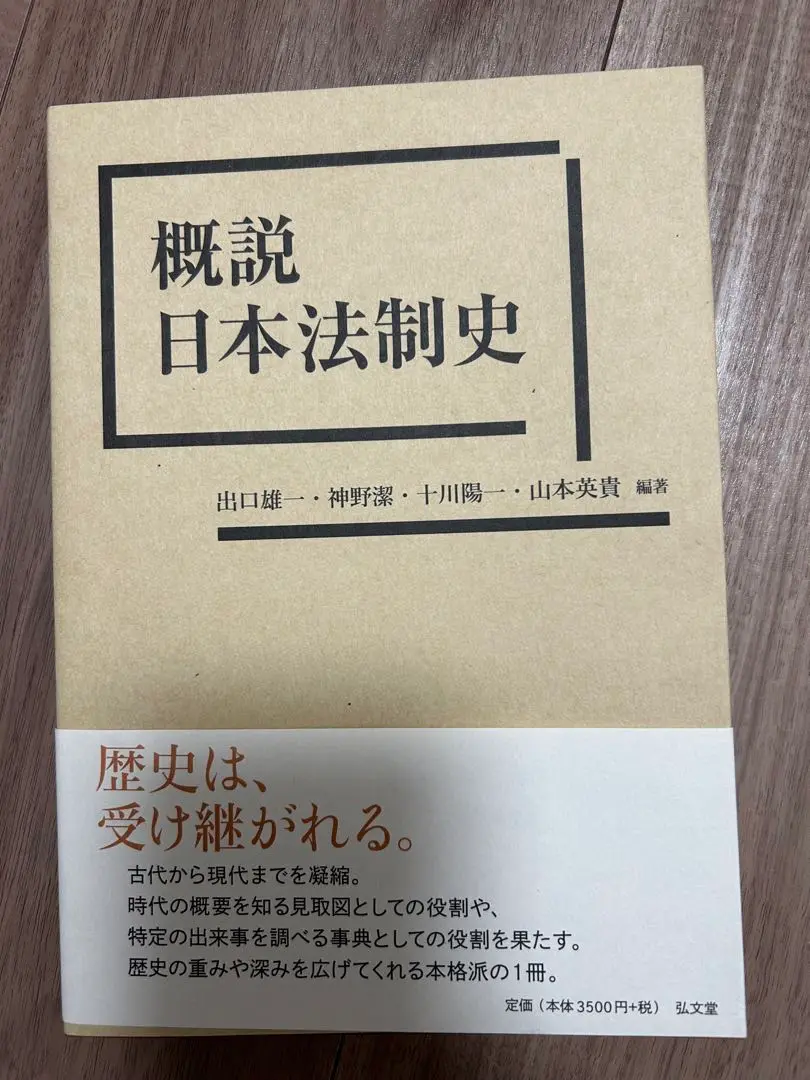 概説
日本法制史
出口雄一・神野潔・十川陽一・山本英貴 編著
歴史は、
受け継がれる。
古代から現代までを凝縮。
時代の概要を知る見取図としての役割や、
特定の出来事を調べる事典としての役割を果たす。
歴史の重みや深みを広げてくれる本格派の1冊。
定価（本体3500円+税） 弘文堂